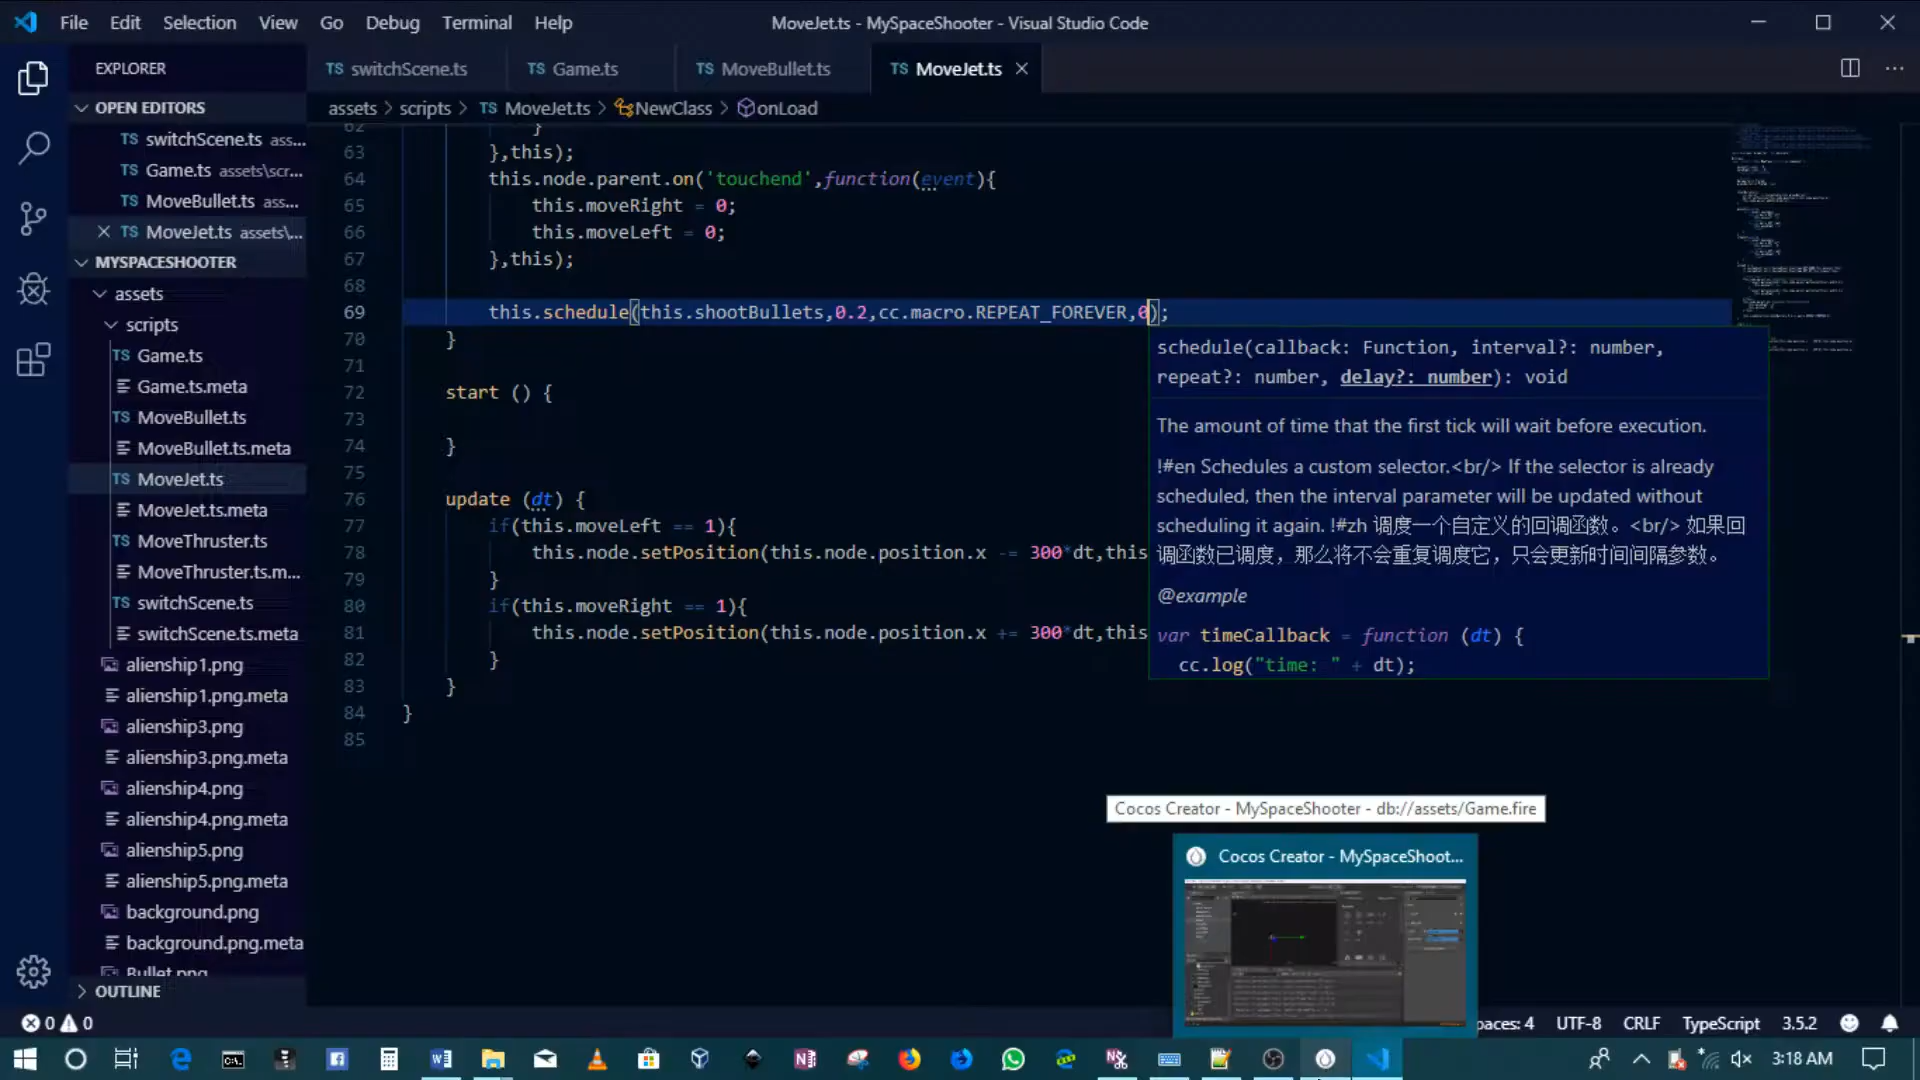 File Edit Selection View Go Debug Terminal Help
MoveJet.ts - MySpaceShooter - Visual Studio Code
EXPLORER
TS switchScene.ts
TS Game.ts
TS MoveBullet.ts
TS MoveJet.ts
assets > scripts > TS MoveJet.ts > NewClass > onLoad
OPEN EDITORS
TS switchScene.ts ass...
TS Game.ts assets\scr...
TS MoveBullet.ts ass...
TS MoveJet.ts assets\...
MYSPACESHOOTER
assets
scripts
TS Game.ts
Game.ts.meta
TS MoveBullet.ts
MoveBullet.ts.meta
TS MoveJet.ts
MoveJet.ts.meta
TS MoveThruster.ts
MoveThruster.ts.m...
TS switchScene.ts
switchScene.ts.meta
alienship1.png
alienship1.png.meta
alienship3.png
alienship3.png.meta
alienship4.png
alienship4.png.meta
alienship5.png
alienship5.png.meta
background.png
background.png.meta
Bullet.png
OUTLINE
62 }
63 },this);
64 this.node.parent.on('touchend',function(event){
65 this.moveRight = 0;
66 this.moveLeft = 0;
67 },this);
68
69 this.schedule(this.shootBullets,0.2,cc.macro.REPEAT_FOREVER,0);
70 }
71
72 start () {
73
74 }
75
76 update (dt) {
77 if(this.moveLeft == 1){
78 this.node.setPosition(this.node.position.x -= 300*dt,this
79 }
80 if(this.moveRight == 1){
81 this.node.setPosition(this.node.position.x += 300*dt,this
82 }
83 }
84 }
85
schedule(callback: Function, interval?: number,
repeat?: number, delay?: number): void
The amount of time that the first tick will wait before execution.
!#en Schedules a custom selector.<br/> If the selector is already
scheduled, then the interval parameter will be updated without
scheduling it again. !#zh 调度一个自定义的回调函数。<br/> 如果回
调函数已调度，那么将不会重复调度它，只会更新时间间隔参数。
@example
var timeCallback = function (dt) {
cc.log("time: " + dt);
Cocos Creator - MySpaceShooter - db://assets/Game.fire
Cocos Creator - MySpaceShoot...
0 0
paces: 4 UTF-8 CRLF TypeScript 3.5.2
3:18 AM